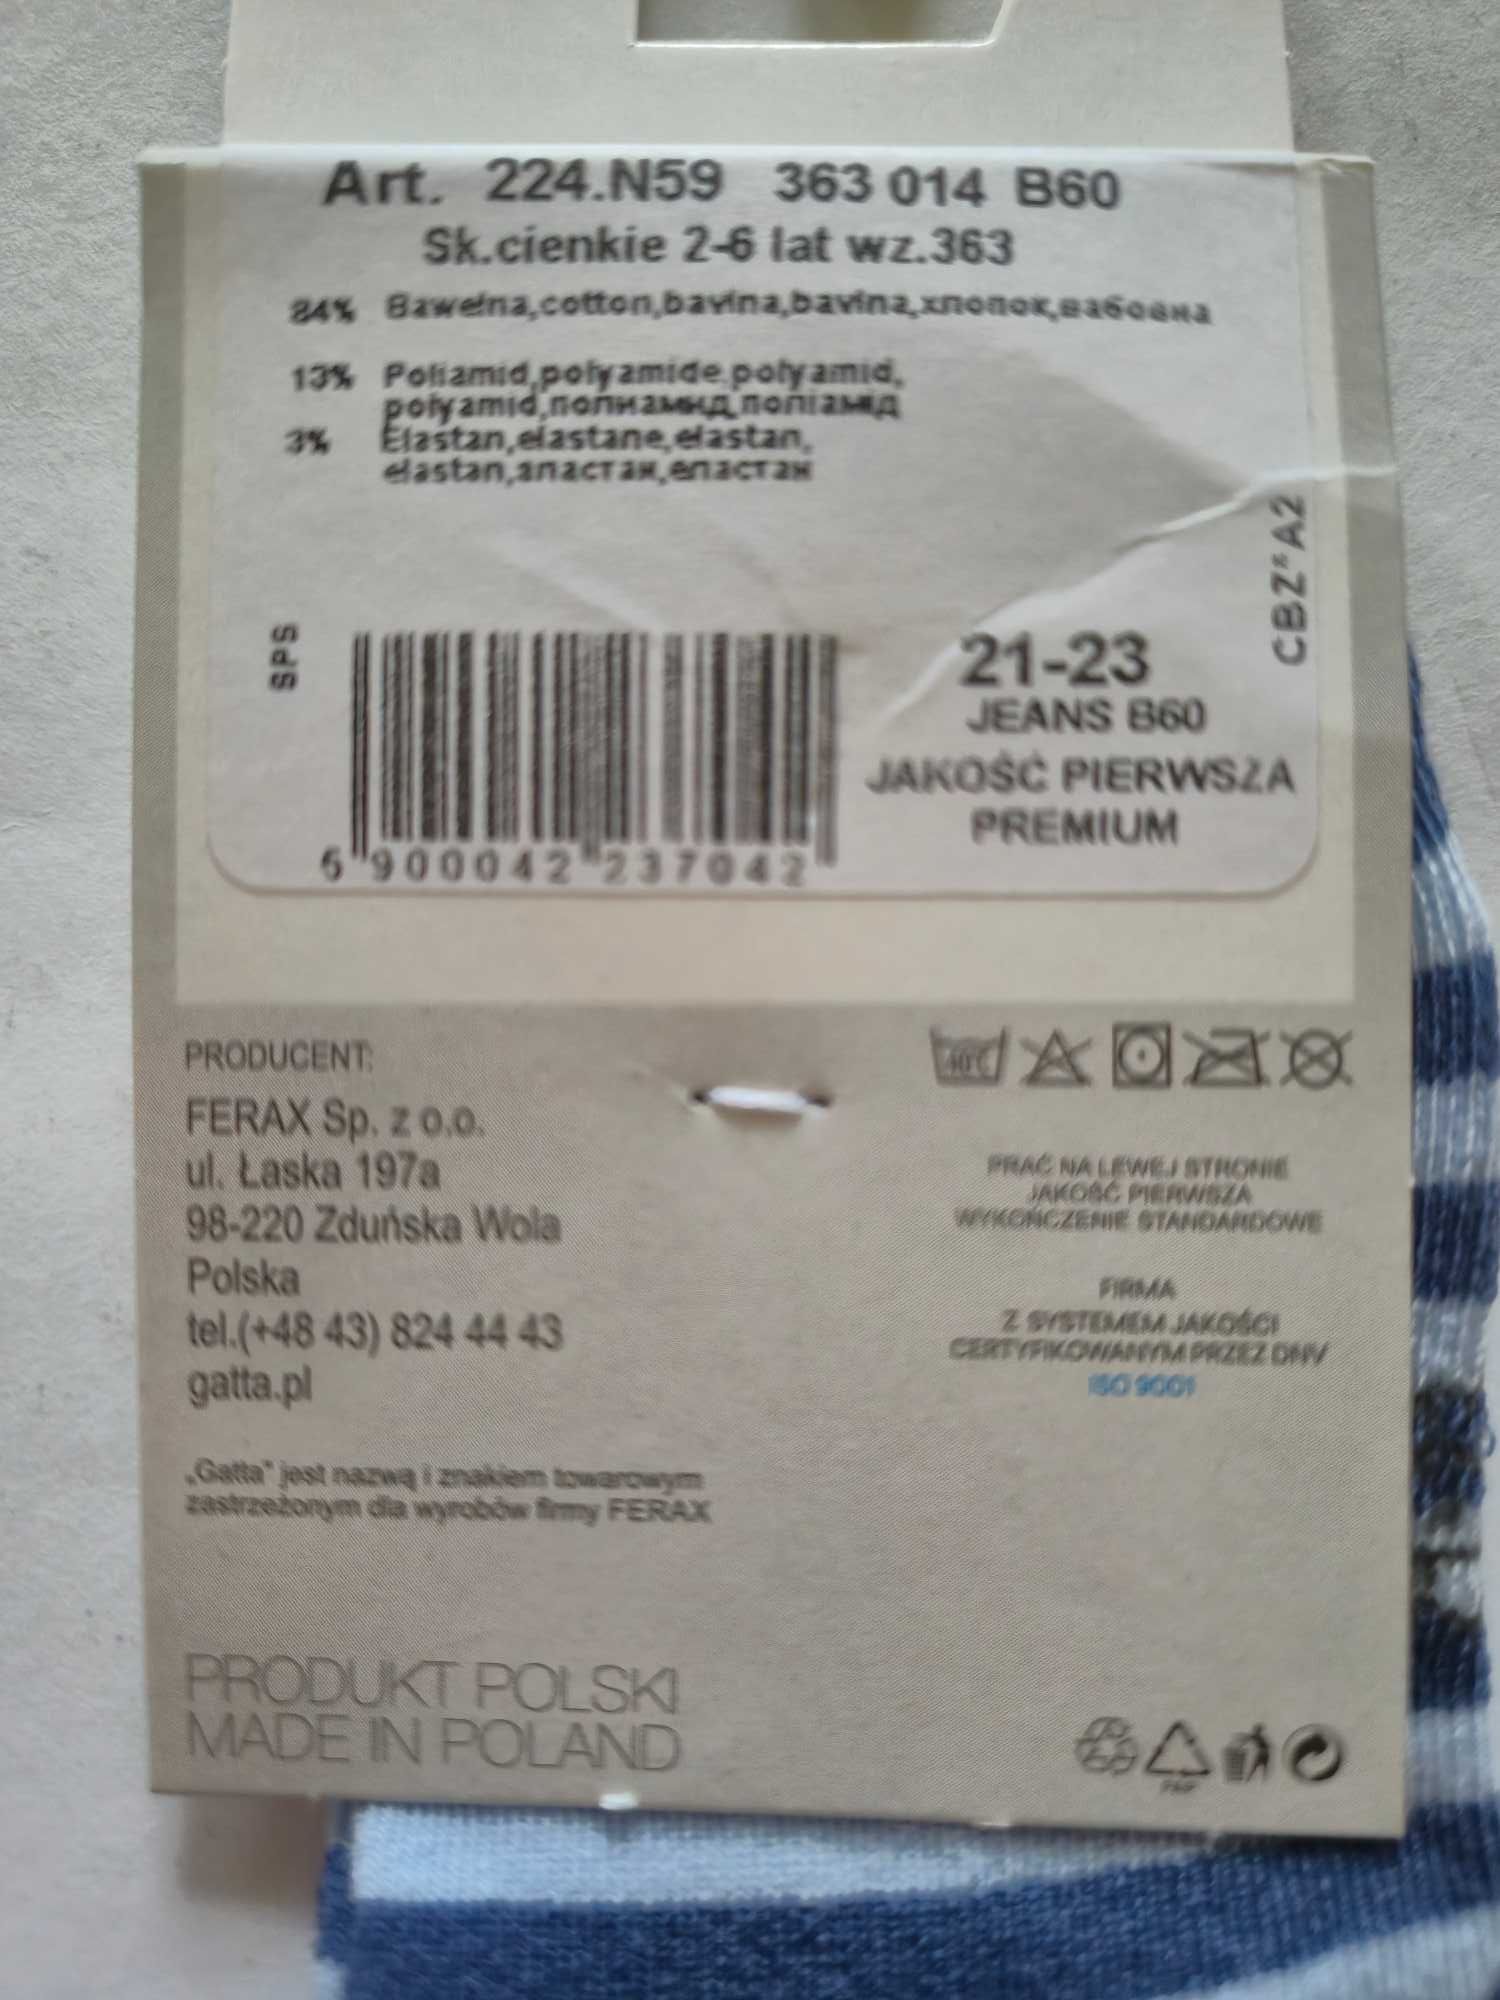 Art. 224.N59 363 014 B60
Sk.cienkie 2-6 lat wz.363
84% Bawełna,cotton,bavlna,bavlna,хлопок,бавовна
13% Poliamid,polyamide,polyamid,
polyamid,полиамид,поліамід
3% Elastan,elastane,elastan,
elastan,эластан,еластан
CBZ*A2
SPS
21-23
JEANS B60
JAKOŚĆ PIERWSZA
PREMIUM
5 900042 237042
PRODUCENT:
FERAX Sp. z o.o.
ul. Łaska 197a
98-220 Zduńska Wola
Polska
tel.(+48 43) 824 44 43
gatta.pl
40°C
PRAĆ NA LEWEJ STRONIE
JAKOŚĆ PIERWSZA
WYKOŃCZENIE STANDARDOWE
FIRMA
Z SYSTEMEM JAKOŚCI
CERTYFIKOWANYM PRZEZ DNV
ISO 9001
„Gatta" jest nazwą i znakiem towarowym
zastrzeżonym dla wyrobów firmy FERAX
PRODUKT POLSKI
MADE IN POLAND
PAP